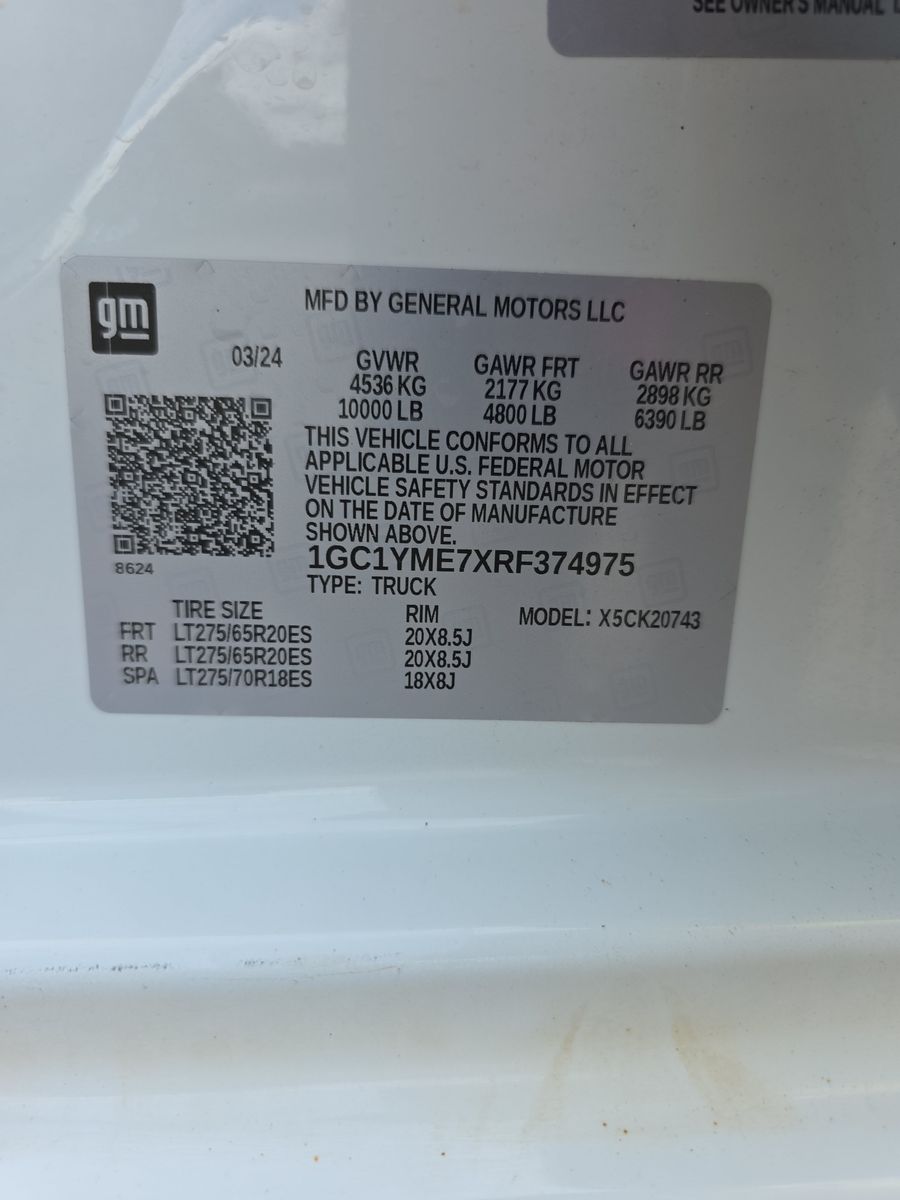 SEE OWNER'S MANUAL
gm
MFD BY GENERAL MOTORS LLC
03/24 GVWR GAWR FRT GAWR RR
4536 KG 2177 KG 2898 KG
10000 LB 4800 LB 6390 LB
THIS VEHICLE CONFORMS TO ALL
APPLICABLE U.S. FEDERAL MOTOR
VEHICLE SAFETY STANDARDS IN EFFECT
ON THE DATE OF MANUFACTURE
SHOWN ABOVE.
1GC1YME7XRF374975
8624
TYPE: TRUCK
TIRE SIZE RIM MODEL: X5CK20743
FRT LT275/65R20ES 20X8.5J
RR LT275/65R20ES 20X8.5J
SPA LT275/70R18ES 18X8J